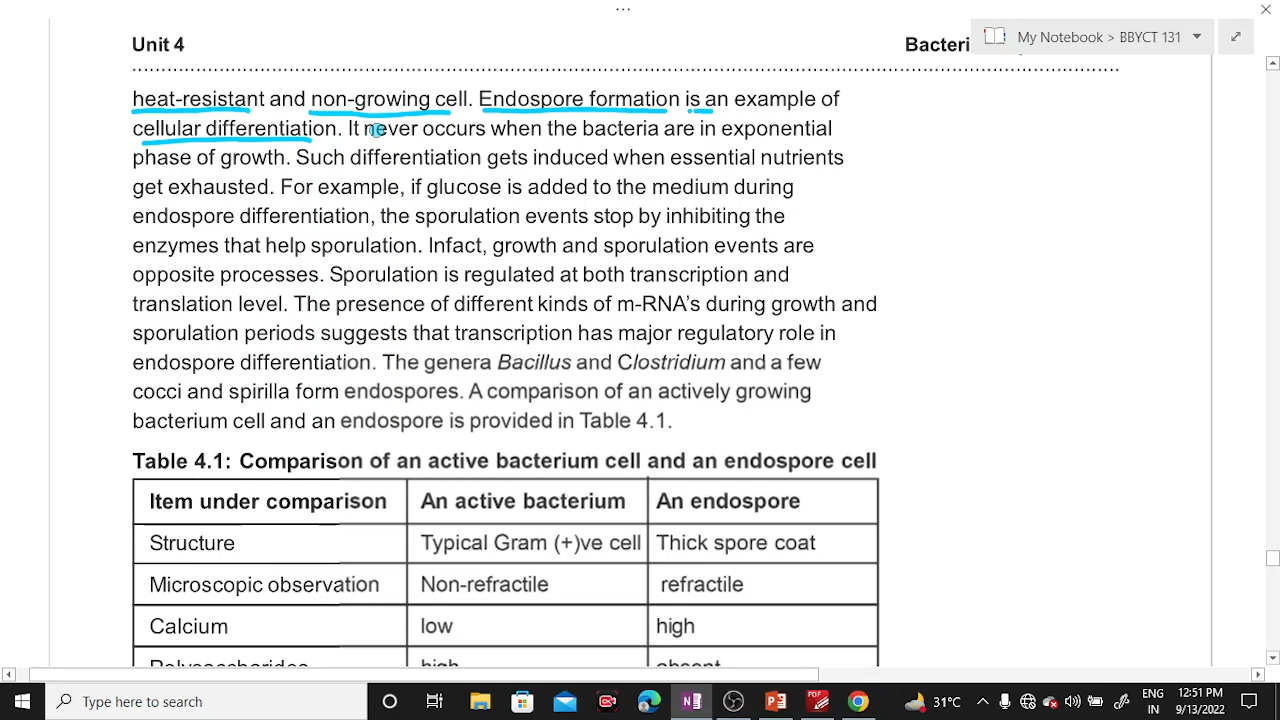 ...
Unit 4
Bacteri
My Notebook > BBYCT 131
heat-resistant and non-growing cell. Endospore formation is an example of
cellular differentiation. It never occurs when the bacteria are in exponential
phase of growth. Such differentiation gets induced when essential nutrients
get exhausted. For example, if glucose is added to the medium during
endospore differentiation, the sporulation events stop by inhibiting the
enzymes that help sporulation. Infact, growth and sporulation events are
opposite processes. Sporulation is regulated at both transcription and
translation level. The presence of different kinds of m-RNA's during growth and
sporulation periods suggests that transcription has major regulatory role in
endospore differentiation. The genera Bacillus and Clostridium and a few
cocci and spirilla form endospores. A comparison of an actively growing
bacterium cell and an endospore is provided in Table 4.1.
Table 4.1: Comparison of an active bacterium cell and an endospore cell
Item under comparison An active bacterium An endospore
Structure Typical Gram (+)ve cell Thick spore coat
Microscopic observation Non-refractile refractile
Calcium low high
Polysaccharides high absent
Type here to search
31°C
ENG
IN
12:51 PM
9/13/2022